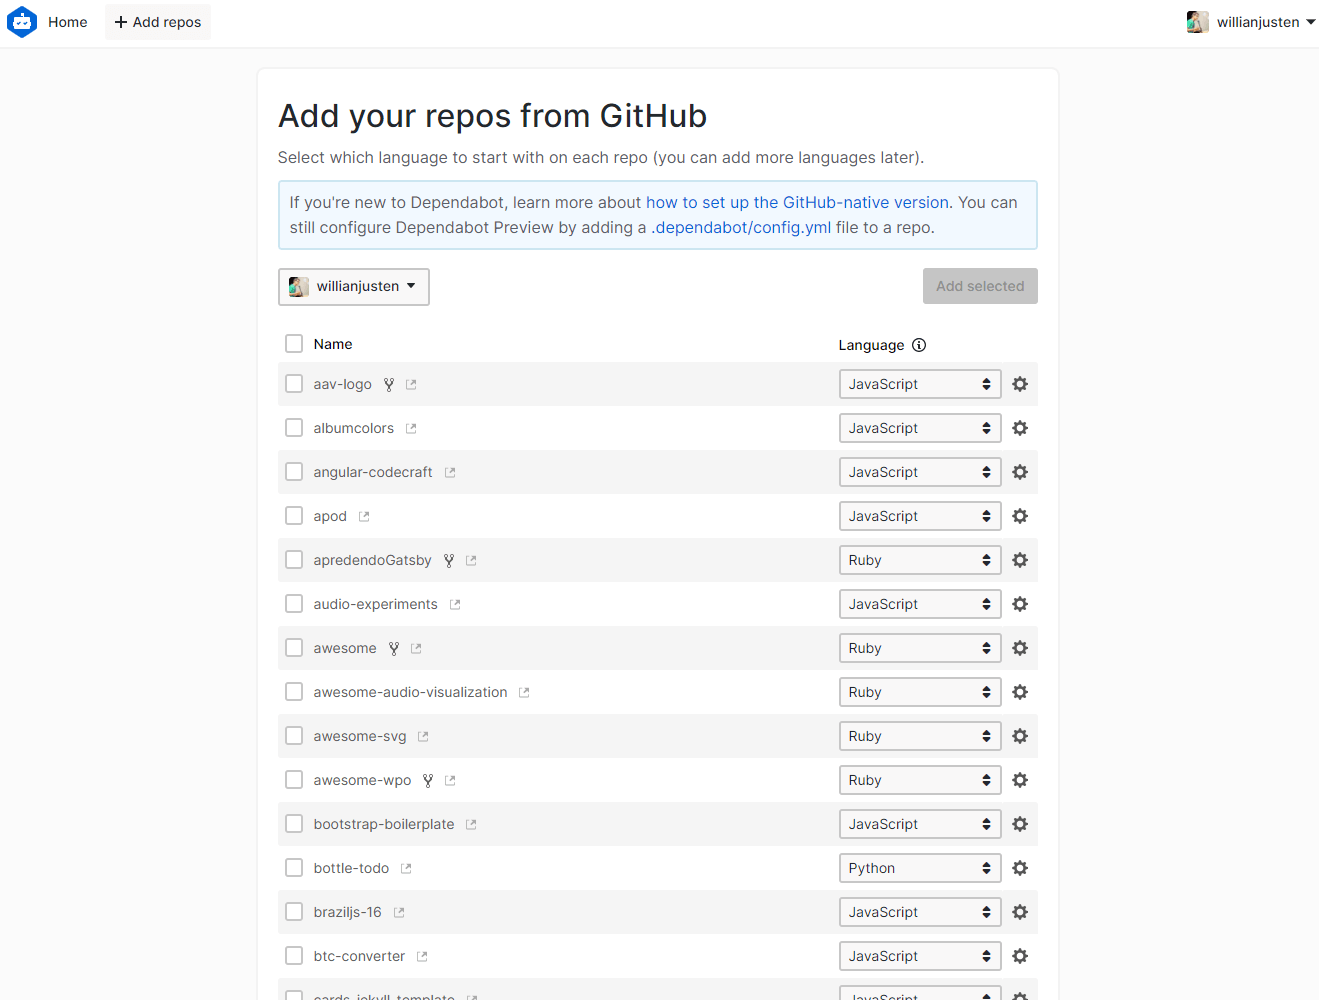 Home
Add repos
willianjusten
Add your repos from GitHub
Select which language to start with on each repo (you can add more languages later).
If you're new to Dependabot, learn more about how to set up the GitHub-native version. You can
still configure Dependabot Preview by adding a .dependabot/config.yml file to a repo.
willianjusten
Add selected
Name
Language
aav-logo
JavaScript
albumcolors
JavaScript
angular-codecraft
JavaScript
apod
JavaScript
apredendoGatsby
Ruby
audio-experiments
JavaScript
awesome
Ruby
awesome-audio-visualization
Ruby
awesome-svg
Ruby
awesome-wpo
Ruby
bootstrap-boilerplate
JavaScript
bottle-todo
Python
braziljs-16
JavaScript
btc-converter
JavaScript
cards-jekyll-template
JavaScript